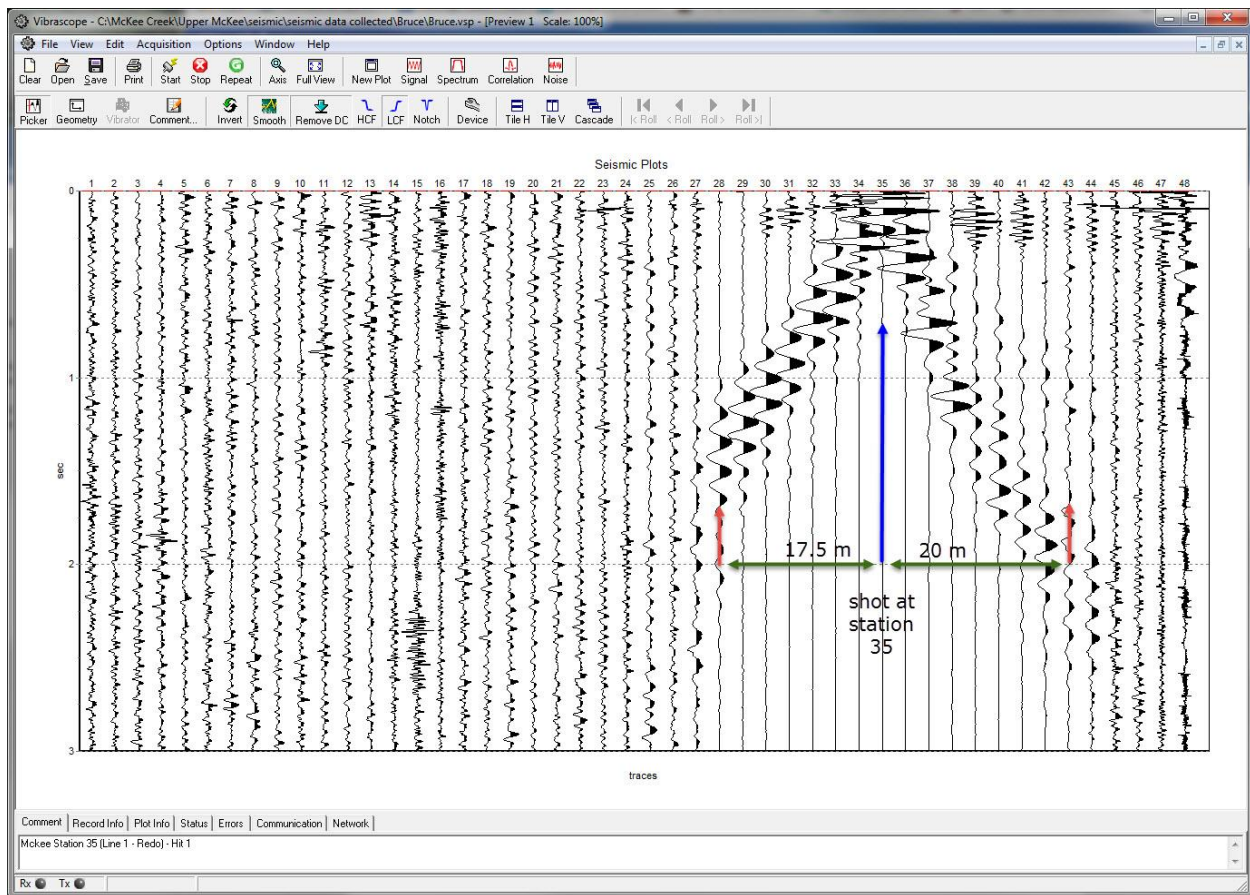 Vibrascope - C:\McKee Creek\Upper McKee\seismic\seismic data collected\Bruce\Bruce.vsp - [Preview 1 Scale: 100%]
File View Edit Acquisition Options Window Help
Clear Open Save Print Start Stop Repeat Axis Full View New Plot Signal Spectrum Correlation Noise
Picker Geometry Vibrator Comment... Invert Smooth Remove DC HCF LCF Notch Device Tile H Tile V Cascade |< Roll < Roll Roll > Roll >|
Seismic Plots
1 2 3 4 5 6 7 8 9 10 11 12 13 14 15 16 17 18 19 20 21 22 23 24 25 26 27 28 29 30 31 32 33 34 35 36 37 38 39 40 41 42 43 44 45 46 47 48
0
1
sec
17.5 m 20 m
2
shot at
station
35
3
traces
Comment Record Info Plot Info Status Errors Communication Network
Mckee Station 35 (Line 1 - Redo) - Hit 1
Rx Tx